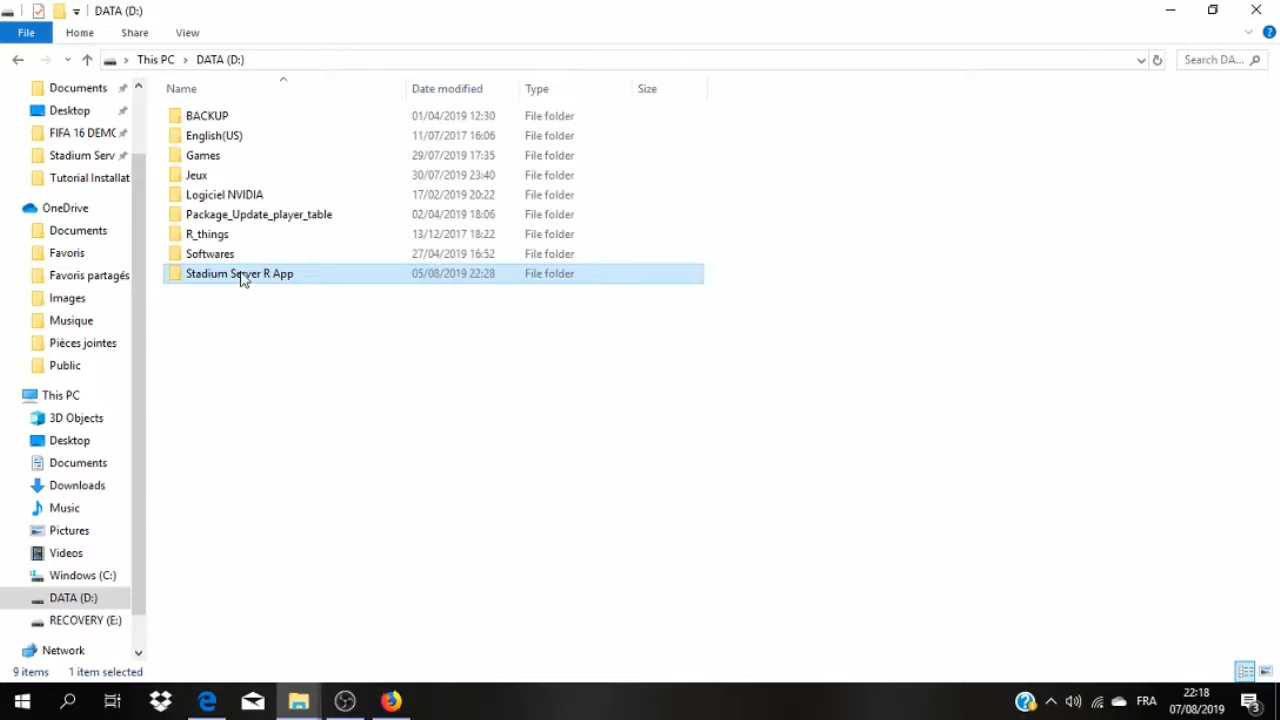 DATA (D:)
File Home Share View
This PC > DATA (D:)
Search DA...
Name Date modified Type Size
BACKUP 01/04/2019 12:30 File folder
English(US) 11/07/2017 16:06 File folder
Games 29/07/2019 17:35 File folder
Jeux 30/07/2019 23:40 File folder
Logiciel NVIDIA 17/02/2019 20:22 File folder
Package_Update_player_table 02/04/2019 18:06 File folder
R_things 13/12/2017 18:22 File folder
Softwares 27/04/2019 16:52 File folder
Stadium Server R App 05/08/2019 22:28 File folder
Documents
Desktop
FIFA 16 DEMO
Stadium Serv
Tutorial Installat
OneDrive
Documents
Favoris
Favoris partagés
Images
Musique
Pièces jointes
Public
This PC
3D Objects
Desktop
Documents
Downloads
Music
Pictures
Videos
Windows (C:)
DATA (D:)
RECOVERY (E:)
Network
9 items 1 item selected
FRA
22:18
07/08/2019
3